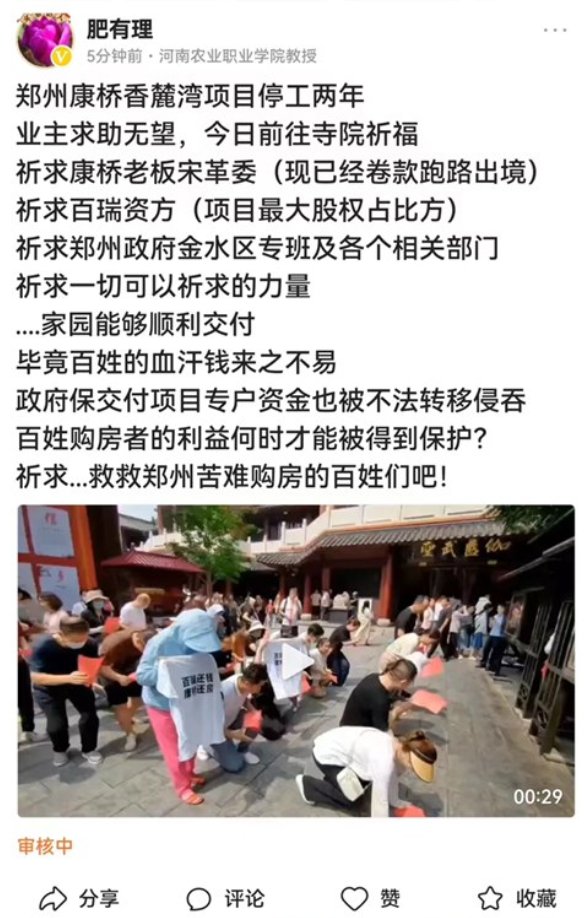 肥有理
5分钟前·河南农业职业学院教授
郑州康桥香麓湾项目停工两年
业主求助无望，今日前往寺院祈福
祈求康桥老板宋革委（现已经卷款跑路出境）
祈求百瑞资方（项目最大股权占比方）
祈求郑州政府金水区专班及各个相关部门
祈求一切可以祈求的力量
....家园能够顺利交付
毕竟百姓的血汗钱来之不易
政府保交付项目专户资金也被不法转移侵吞
百姓购房者的利益何时才能被得到保护？
祈求...救救郑州苦难购房的百姓们吧！
百瑞还钱
康桥还房
00:29
审核中
分享
评论
赞
收藏